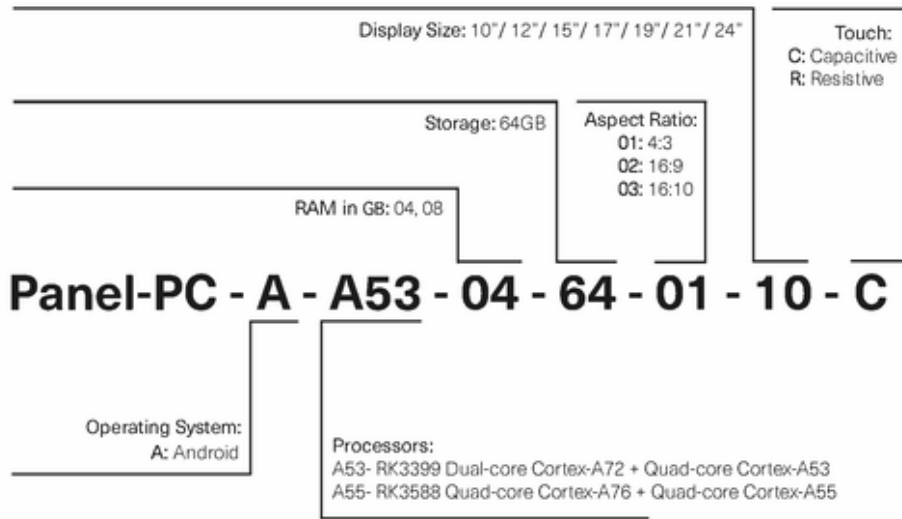 Display Size: 10"/ 12"/ 15"/ 17"/ 19"/ 21"/ 24"
Touch:
C: Capacitive
R: Resistive
Storage: 64GB
Aspect Ratio:
01: 4:3
02: 16:9
03: 16:10
RAM in GB: 04, 08
Panel-PC - A - A53 - 04 - 64 - 01 - 10 - C
Operating System:
A: Android
Processors:
A53- RK3399 Dual-core Cortex-A72 + Quad-core Cortex-A53
A55- RK3588 Quad-core Cortex-A76 + Quad-core Cortex-A55